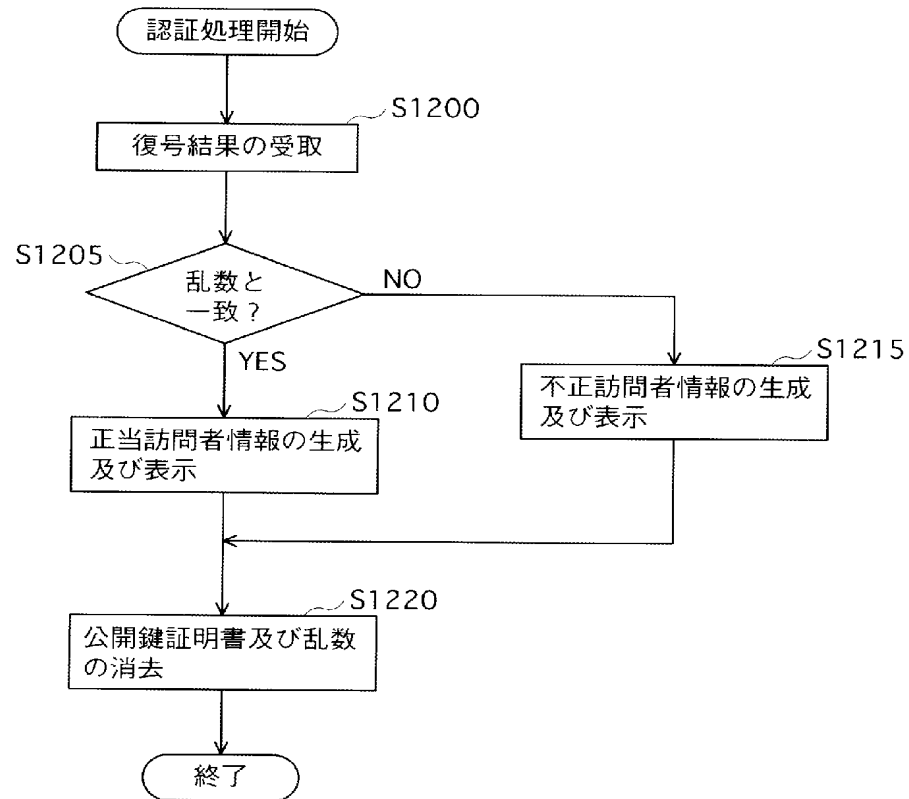 認証処理開始
S1200
復号結果の受取
S1205
乱数と
一致？
NO
YES
S1215
不正訪問者情報の生成
及び表示
S1210
正当訪問者情報の生成
及び表示
S1220
公開鍵証明書及び乱数
の消去
終了